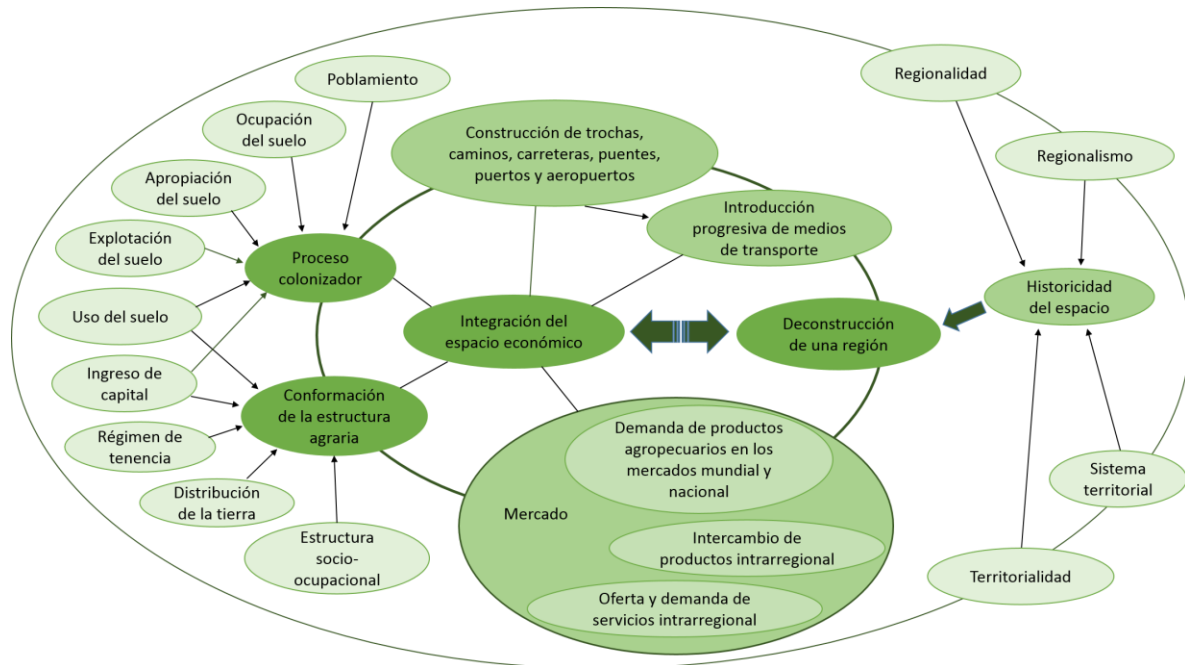 Poblamiento
Regionalidad
Ocupación
del suelo
Construcción de trochas,
caminos, carreteras, puentes,
puertos y aeropuertos
Regionalismo
Apropiación
del suelo
Introducción
progresiva de medios
de transporte
Explotación
del suelo
Proceso
colonizador
Historicidad
del espacio
Uso del suelo
Integración del
espacio económico
Deconstrucción
de una región
Ingreso de
capital
Conformación
de la estructura
agraria
Régimen de
tenencia
Demanda de productos
agropecuarios en los
mercados mundial y
nacional
Distribución
de la tierra
Sistema
territorial
Mercado
Estructura
socio-
ocupacional
Intercambio de
productos intrarregional
Territorialidad
Oferta y demanda de
servicios intrarregional